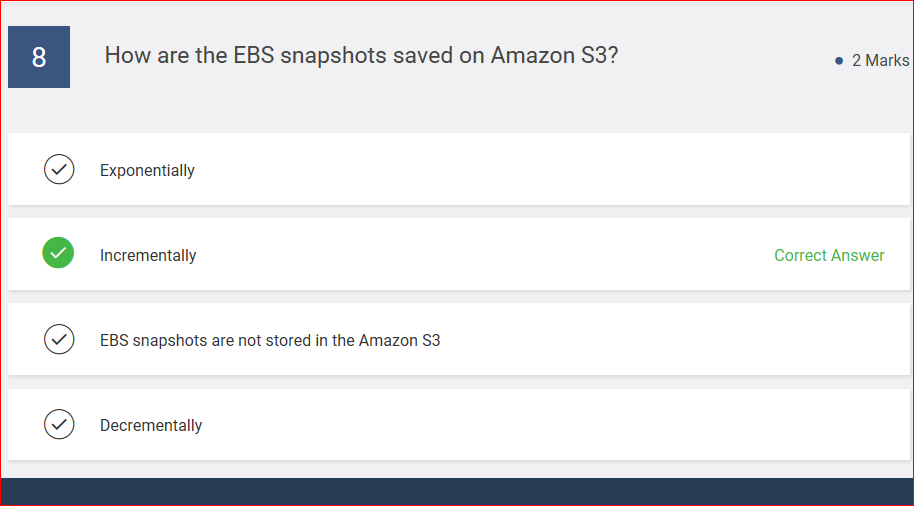 8
How are the EBS snapshots saved on Amazon S3?
2 Marks
Exponentially
Incrementally
Correct Answer
EBS snapshots are not stored in the Amazon S3
Decrementally